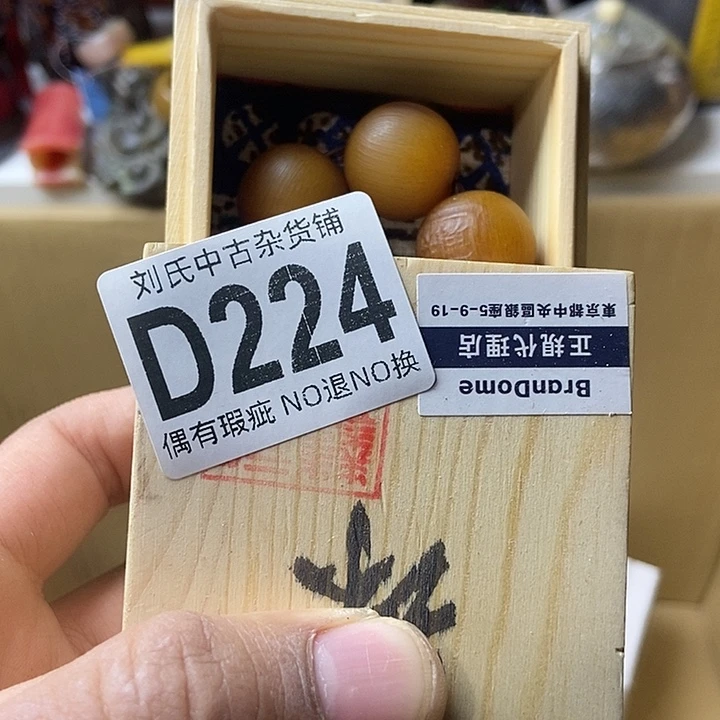 刘氏中古杂货铺
D224
偶有瑕疵 NO退NO换
BranDome
正規代理店
東京都中央區銀座5-9-19